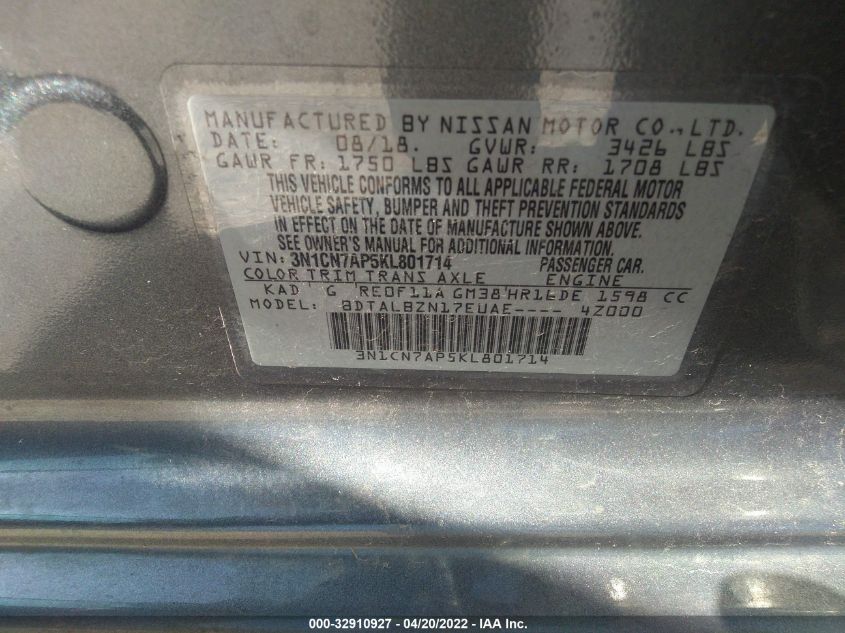 MANUFACTURED BY NISSAN MOTOR CO., LTD.
DATE: 08/18. GVWR: 3426 LBS
GAWR FR: 1750 LBS GAWR RR: 1708 LBS
THIS VEHICLE CONFORMS TO ALL APPLICABLE FEDERAL MOTOR
VEHICLE SAFETY, BUMPER AND THEFT PREVENTION STANDARDS
IN EFFECT ON THE DATE OF MANUFACTURE SHOWN ABOVE.
SEE OWNER'S MANUAL FOR ADDITIONAL INFORMATION.
VIN: 3N1CN7AP5KL801714 PASSENGER CAR.
COLOR TRIM TRANS AXLE ENGINE
KAD G RE0F11A GM38 HR16DE 1598 CC
MODEL: BDTALBZN17EUAE---- 4Z000
3N1CN7AP5KL801714
000-32910927 - 04/20/2022 - IAA Inc.